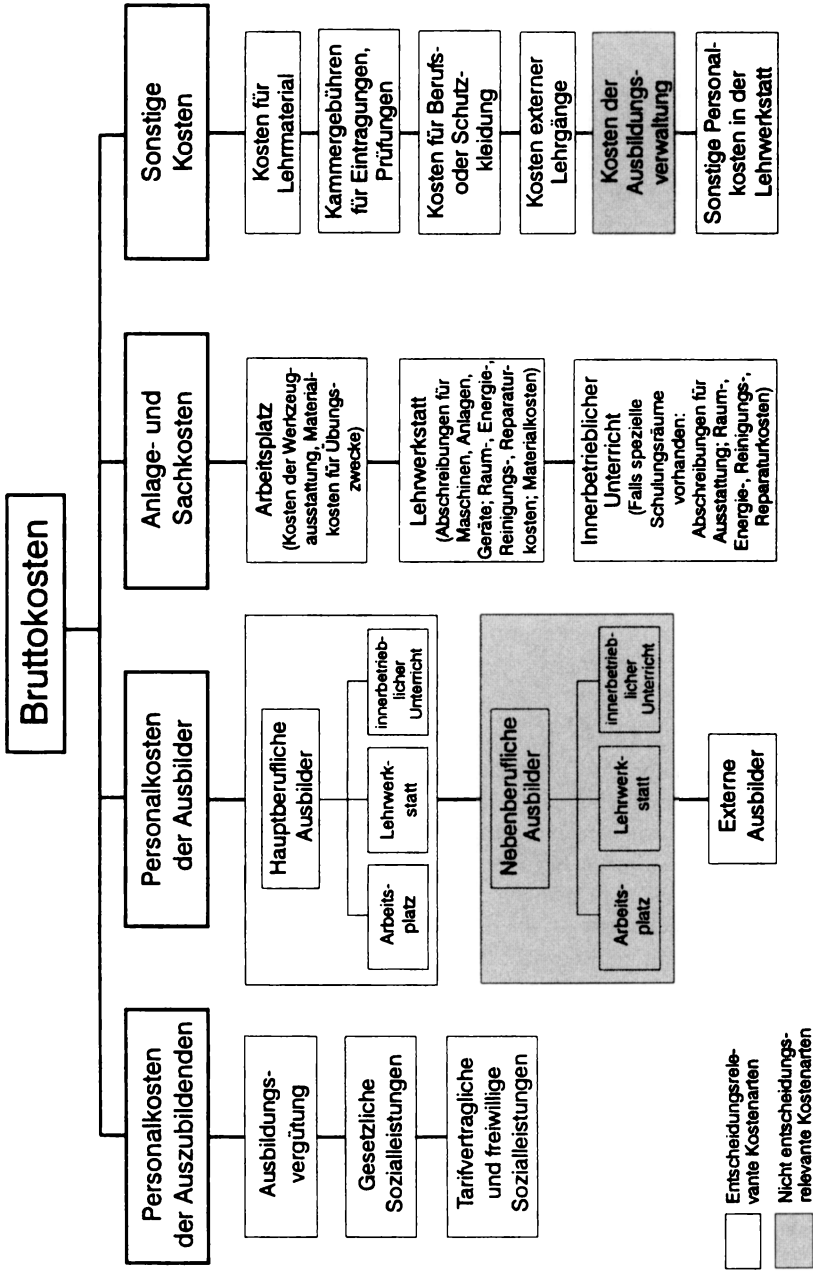 Bruttokosten
Personalkosten
der Auszubildenden
Ausbildungs-
vergütung
Gesetzliche
Sozialleistungen
Tarifvertragliche
und freiwillige
Sozialleistungen
Personalkosten
der Ausbilder
Hauptberufliche
Ausbilder
Arbeits-
platz
Lehrwerk-
statt
innerbetrieb-
licher
Unterricht
Nebenberufliche
Ausbilder
Arbeits-
platz
Lehrwerk-
statt
innerbetrieb-
licher
Unterricht
Externe
Ausbilder
Anlage- und
Sachkosten
Arbeitsplatz
(Kosten der Werkzeug-
ausstattung, Material-
kosten für Übungs-
zwecke)
Lehrwerkstatt
(Abschreibungen für
Maschinen, Anlagen,
Geräte; Raum-, Energie-,
Reinigungs-, Reparatur-
kosten; Materialkosten)
Innerbetrieblicher
Unterricht
(Falls spezielle
Schulungsräume
vorhanden:
Abschreibungen für
Ausstattung; Raum-,
Energie-, Reinigungs-,
Reparaturkosten)
Sonstige
Kosten
Kosten für
Lehrmaterial
Kammergebühren
für Eintragungen,
Prüfungen
Kosten für Berufs-
oder Schutz-
kleidung
Kosten externer
Lehrgänge
Kosten der
Ausbildungs-
verwaltung
Sonstige Personal-
kosten in der
Lehrwerkstatt
Entscheidungsrele-
vante Kostenarten
Nicht entscheidungs-
relevante Kostenarten